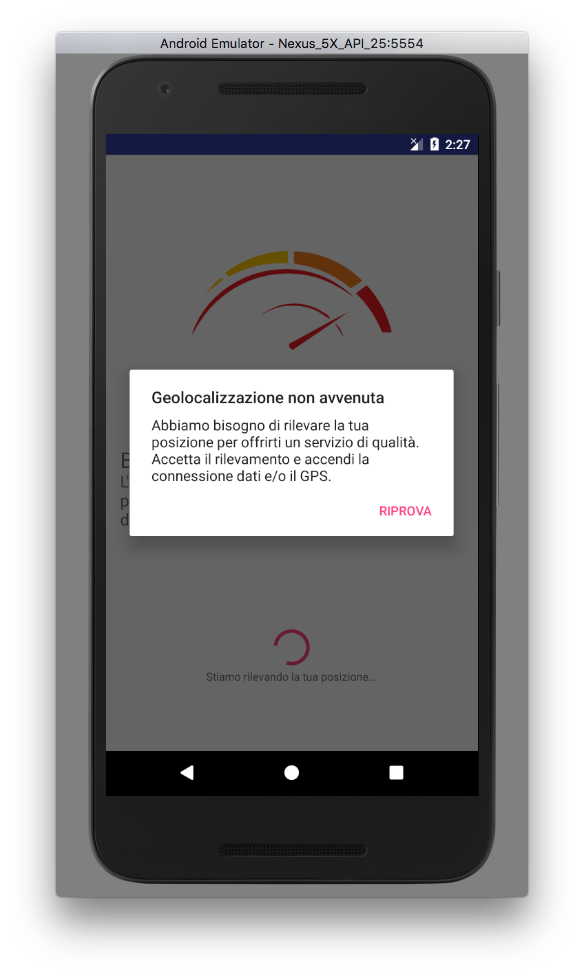 Android Emulator - Nexus_5X_API_25:5554
2:27
Geolocalizzazione non avvenuta
Abbiamo bisogno di rilevare la tua
posizione per offrirti un servizio di qualità.
Accetta il rilevamento e accendi la
connessione dati e/o il GPS.
RIPROVA
Stiamo rilevando la tua posizione...